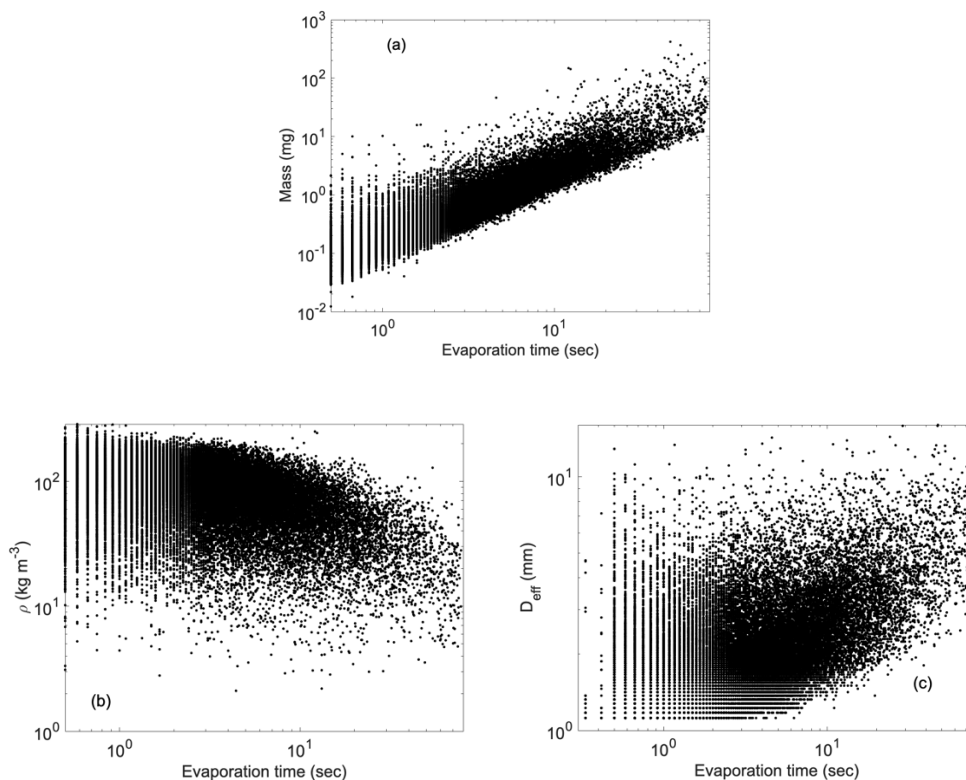 (a)
Mass (mg)
10^3
10^2
10^1
10^0
10^-1
10^-2
10^0 10^1
Evaporation time (sec)
(b)
ρ (kg m^-3)
10^2
10^1
10^0
10^0 10^1
Evaporation time (sec)
(c)
D_eff (mm)
10^1
10^0
10^0 10^1
Evaporation time (sec)